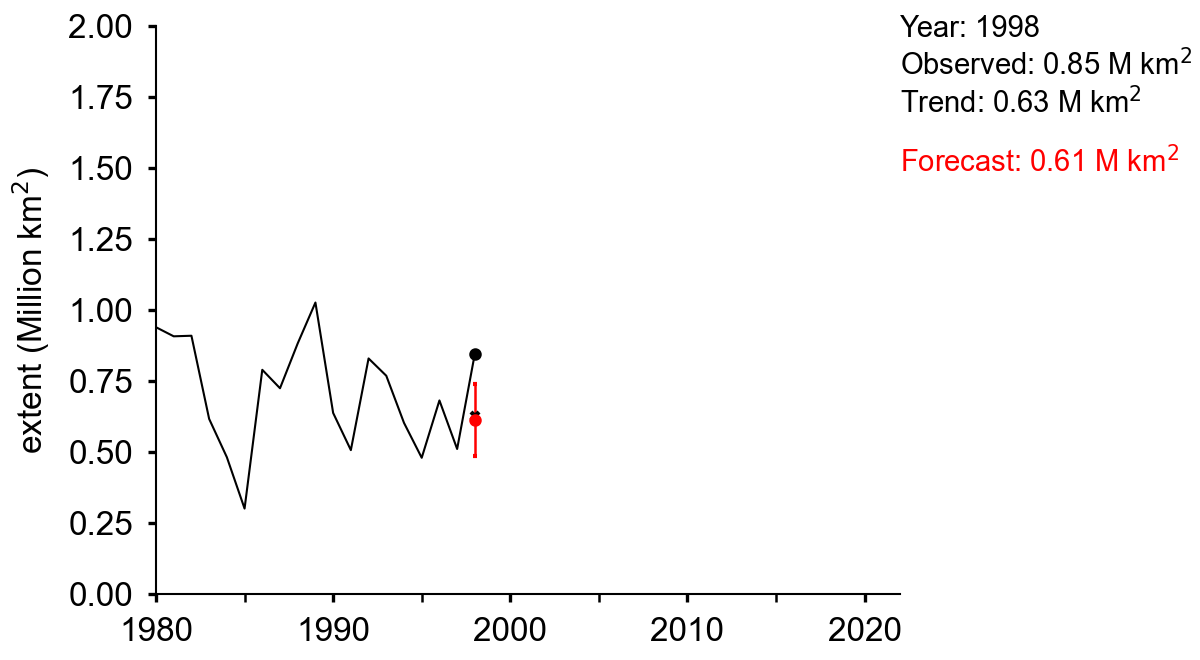 2.00
1.75
1.50
1.25
1.00
0.75
0.50
0.25
0.00
extent (Million km²)
1980 1990 2000 2010 2020
Year: 1998
Observed: 0.85 M km²
Trend: 0.63 M km²
Forecast: 0.61 M km²